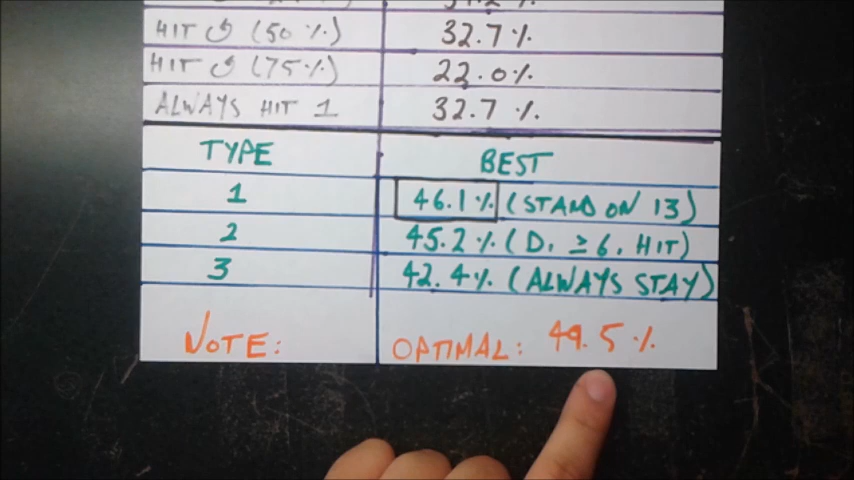 HIT ↺ (50%) 32.7%
HIT ↺ (75%) 22.0%
ALWAYS HIT 1 32.7%
TYPE BEST
1 46.1% (STAND ON 13)
2 45.2% (D. ≥ 6, HIT)
3 42.4% (ALWAYS STAY)
NOTE: OPTIMAL: 49.5%